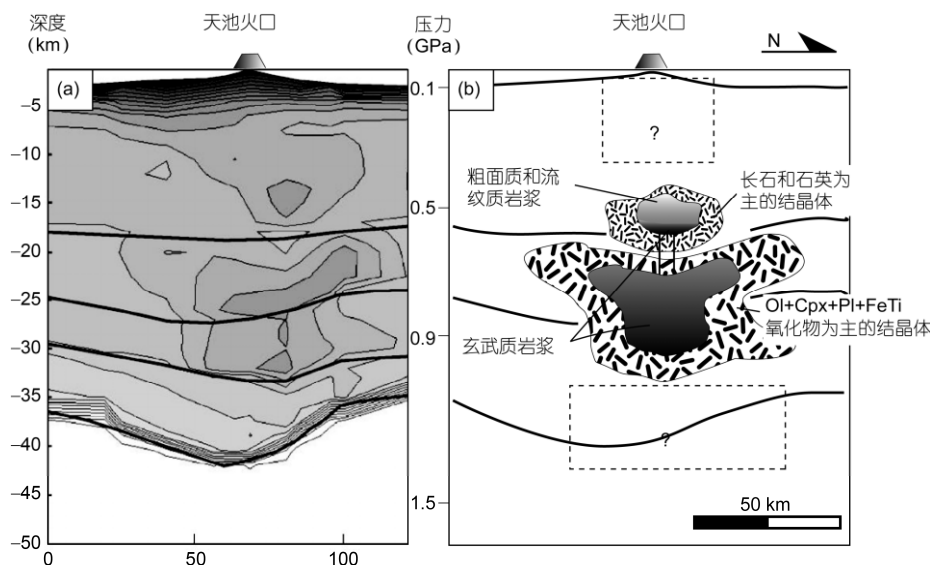 深度
(km)
天池火口
(a)
−5
−10
−15
−20
−25
−30
−35
−40
−45
−50
0
50
100
压力
(GPa)
天池火口
N
(b)
0.1
0.5
0.9
1.5
?
粗面质和流
纹质岩浆
长石和石英为
主的结晶体
Ol+Cpx+Pl+FeTi
氧化物为主的结晶体
玄武质岩浆
?
50 km